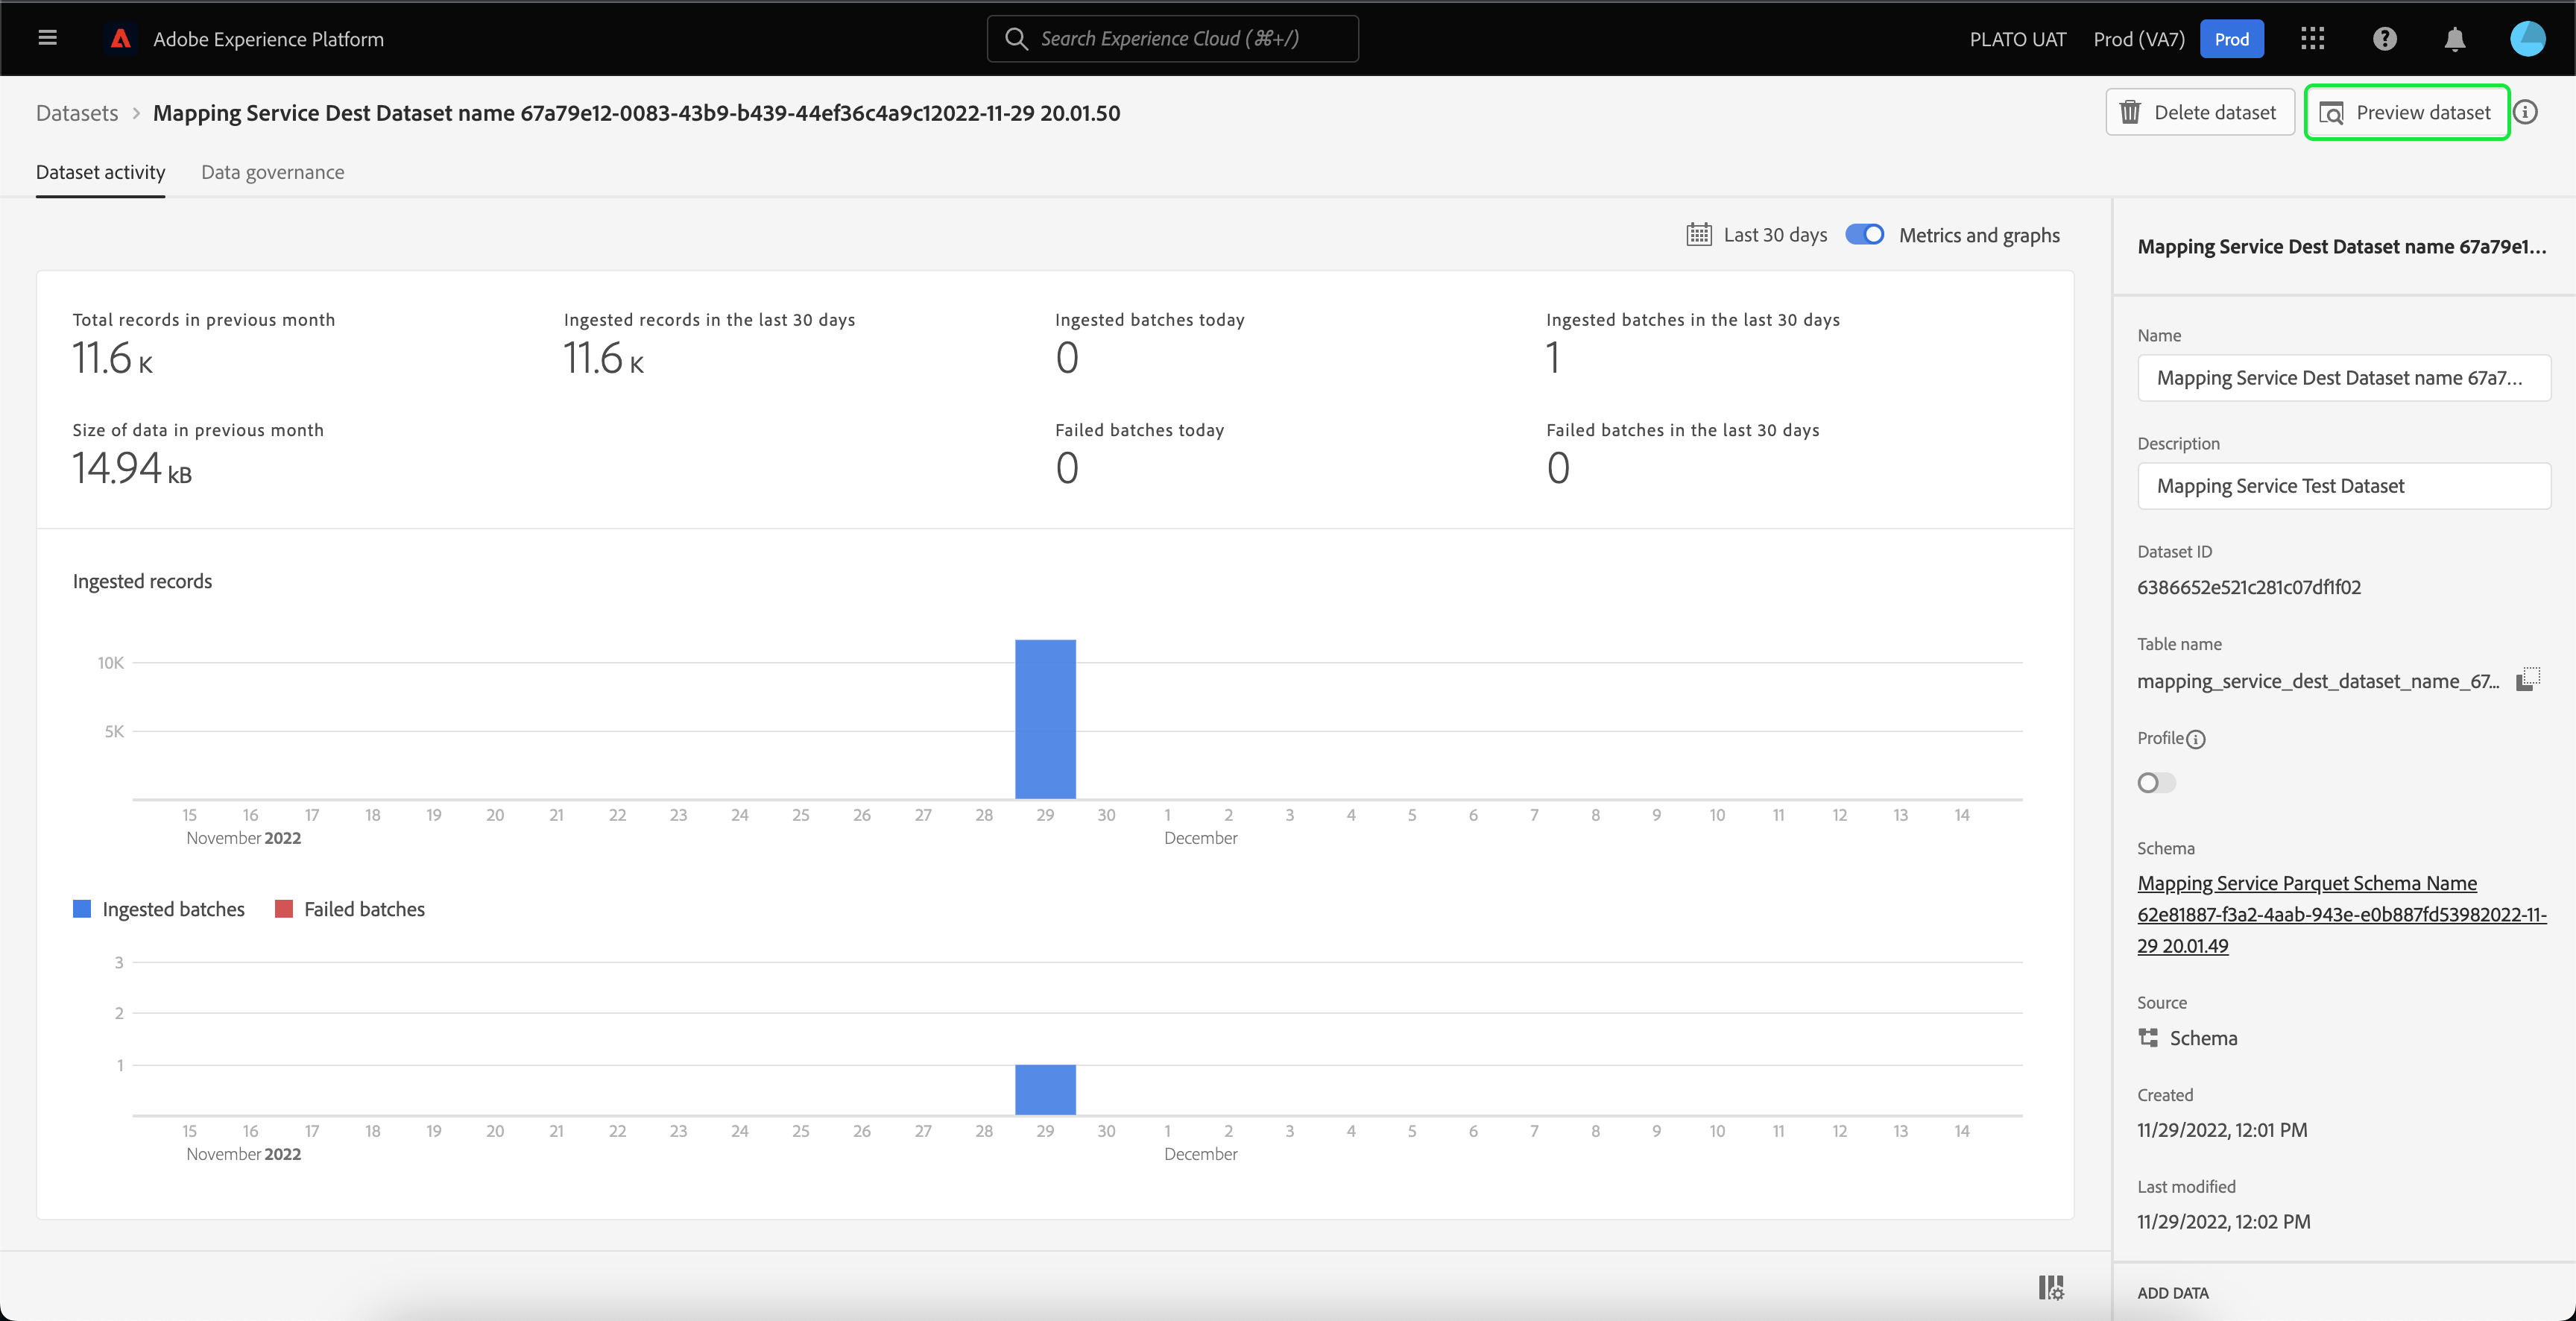 Adobe Experience Platform
Search Experience Cloud (⌘+/)
PLATO UAT
Prod (VA7)
Prod
Datasets
Mapping Service Dest Dataset name 67a79e12-0083-43b9-b439-44ef36c4a9c12022-11-29 20.01.50
Delete dataset
Preview dataset
Dataset activity
Data governance
Last 30 days
Metrics and graphs
Total records in previous month
11.6 K
Ingested records in the last 30 days
11.6 K
Ingested batches today
0
Ingested batches in the last 30 days
1
Size of data in previous month
14.94 kB
Failed batches today
0
Failed batches in the last 30 days
0
Ingested records
10K
5K
15 16 17 18 19 20 21 22 23 24 25 26 27 28 29 30 1 2 3 4 5 6 7 8 9 10 11 12 13 14
November 2022 December
Ingested batches Failed batches
3
2
1
15 16 17 18 19 20 21 22 23 24 25 26 27 28 29 30 1 2 3 4 5 6 7 8 9 10 11 12 13 14
November 2022 December
Mapping Service Dest Dataset name 67a79e1...
Name
Mapping Service Dest Dataset name 67a7...
Description
Mapping Service Test Dataset
Dataset ID
6386652e521c281c07df1f02
Table name
mapping_service_dest_dataset_name_67...
Profile
Schema
Mapping Service Parquet Schema Name
62e81887-f3a2-4aab-943e-e0b887fd53982022-11-
29 20.01.49
Source
Schema
Created
11/29/2022, 12:01 PM
Last modified
11/29/2022, 12:02 PM
ADD DATA